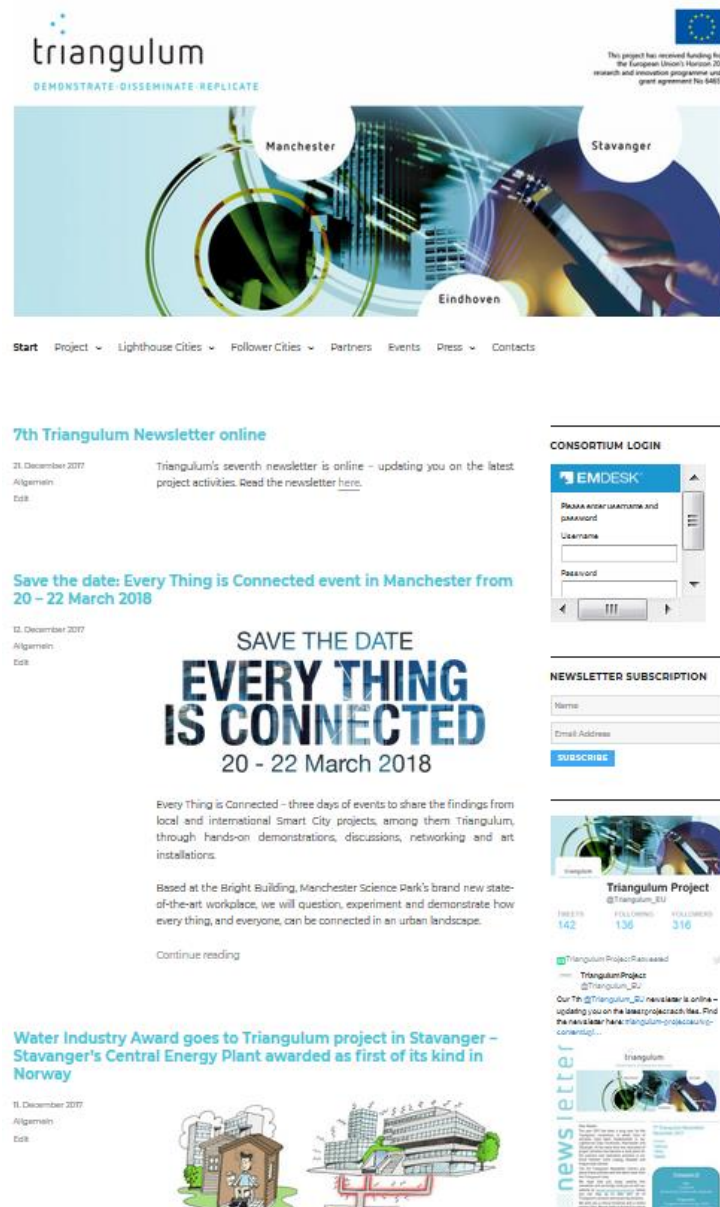 triangulum
DEMONSTRATE·DISSEMINATE·REPLICATE
This project has received funding fro
the European Union's Horizon 20
research and innovation programme und
grant agreement No 6465
Manchester
Stavanger
Eindhoven
Start Project Lighthouse Cities Follower Cities Partners Events Press Contacts
7th Triangulum Newsletter online
21. December 2017
Allgemein
Edit
Triangulum's seventh newsletter is online – updating you on the latest
project activities. Read the newsletter here.
Save the date: Every Thing is Connected event in Manchester from
20 – 22 March 2018
12. December 2017
Allgemein
Edit
SAVE THE DATE
EVERY THING
IS CONNECTED
20 - 22 March 2018
Every Thing is Connected – three days of events to share the findings from
local and international Smart City projects, among them Triangulum,
through hands-on demonstrations, discussions, networking and art
installations.
Based at the Bright Building, Manchester Science Park's brand new state-
of-the-art workplace, we will question, experiment and demonstrate how
every thing, and everyone, can be connected in an urban landscape.
Continue reading
Water Industry Award goes to Triangulum project in Stavanger –
Stavanger's Central Energy Plant awarded as first of its kind in
Norway
11. December 2017
Allgemein
Edit
CONSORTIUM LOGIN
EMDESK
Please enter username and
password
Username
Password
NEWSLETTER SUBSCRIPTION
Name
Email Address
SUBSCRIBE
triangulum
Triangulum Project
@Triangulum_EU
TWEETS FOLLOWING FOLLOWERS
142 136 316
Triangulum Project Retweeted
Triangulum Project
@Triangulum_EU
Our 7th @Triangulum_EU newsletter is online –
updating you on the latest project activities. Find
the newsletter here: triangulum-project.eu/wp-
content/upl…
triangulum
newsletter